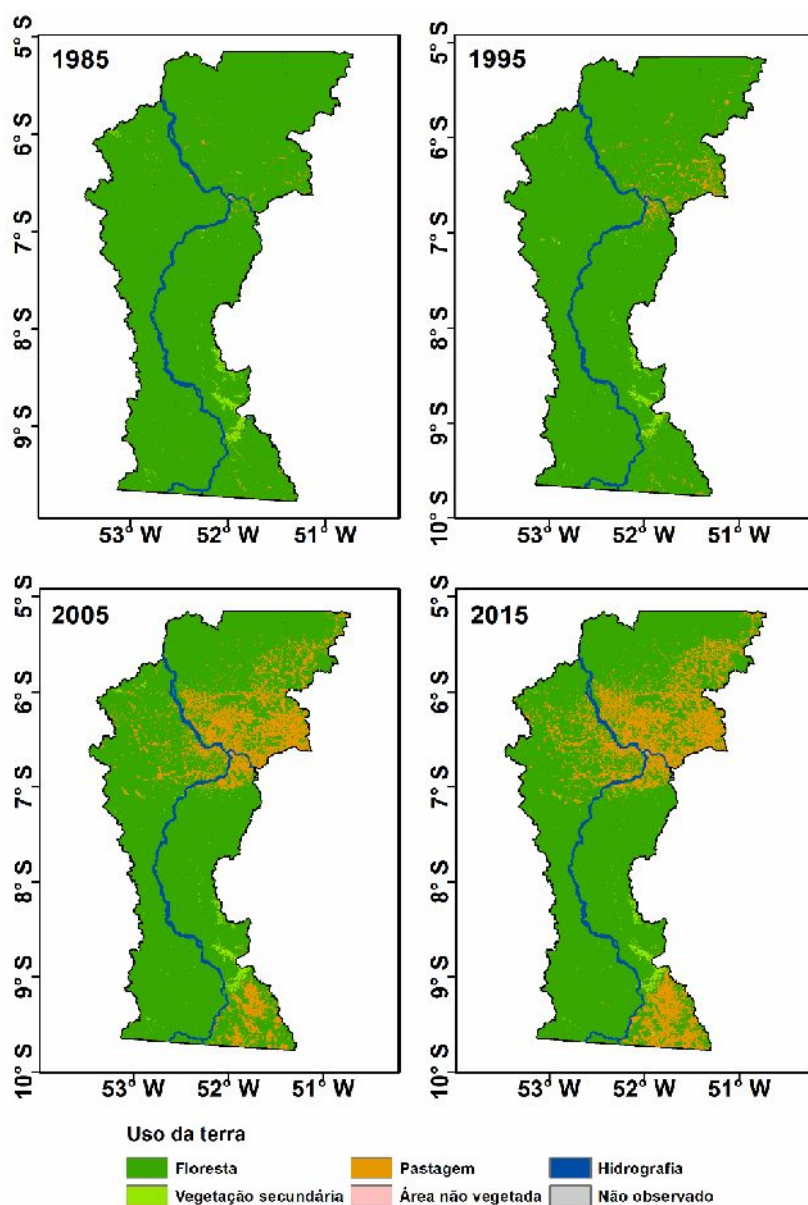 1985
5° S
6° S
7° S
8° S
9° S
53° W
52° W
51° W
1995
5° S
6° S
7° S
8° S
9° S
10° S
53° W
52° W
51° W
2005
5° S
6° S
7° S
8° S
9° S
10° S
53° W
52° W
51° W
2015
5° S
6° S
7° S
8° S
9° S
10° S
53° W
52° W
51° W
Uso da terra
Floresta
Pastagem
Hidrografia
Vegetação secundária
Área não vegetada
Não observado